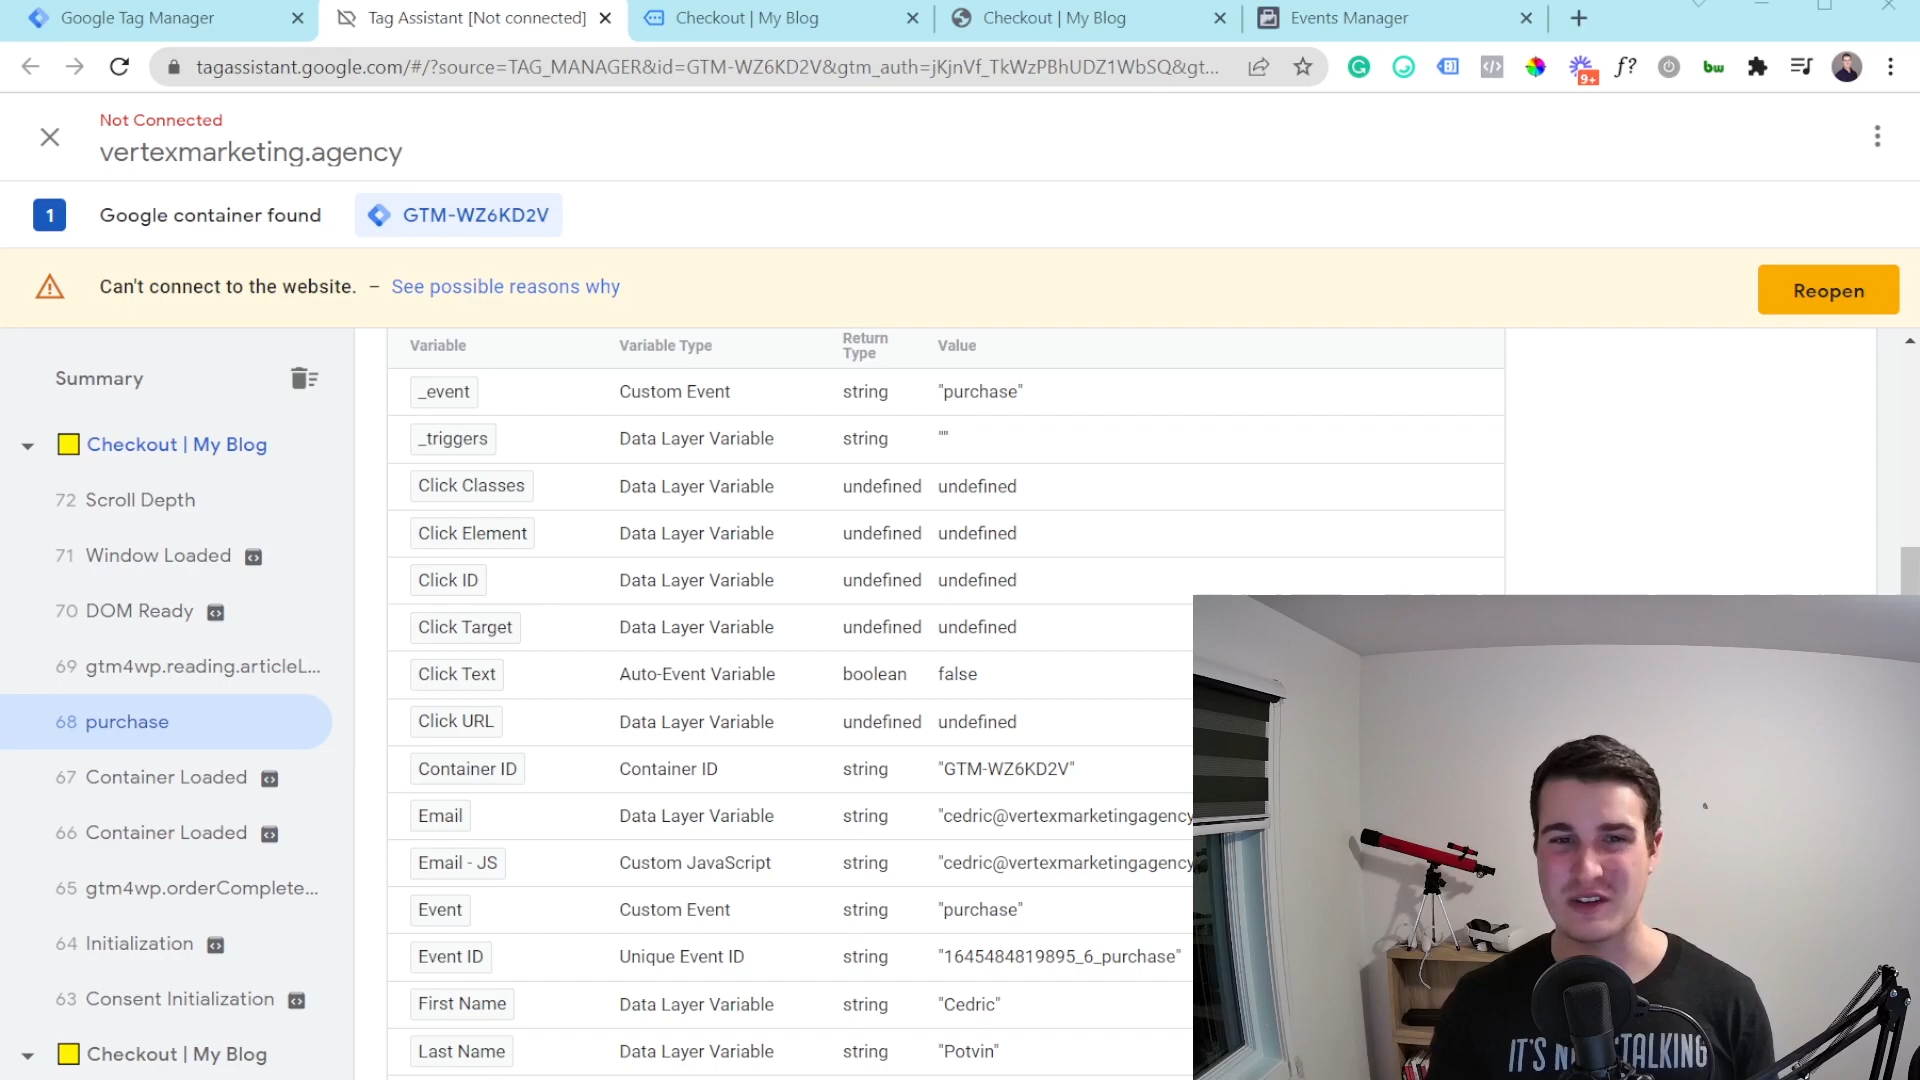 Google Tag Manager
Tag Assistant [Not connected]
Checkout | My Blog
Checkout | My Blog
Events Manager
tagassistant.google.com/#/?source=TAG_MANAGER&id=GTM-WZ6KD2V&gtm_auth=jKjnVf_TkWzPBhUDZ1WbSQ&gt...
9+
f?
bw
Not Connected
vertexmarketing.agency
1
Google container found
GTM-WZ6KD2V
Can't connect to the website. – See possible reasons why
Reopen
Summary
Checkout | My Blog
72 Scroll Depth
71 Window Loaded
70 DOM Ready
69 gtm4wp.reading.articleL...
68 purchase
67 Container Loaded
66 Container Loaded
65 gtm4wp.orderComplete...
64 Initialization
63 Consent Initialization
Checkout | My Blog
Variable Variable Type Return Type Value
_event Custom Event string "purchase"
_triggers Data Layer Variable string ""
Click Classes Data Layer Variable undefined undefined
Click Element Data Layer Variable undefined undefined
Click ID Data Layer Variable undefined undefined
Click Target Data Layer Variable undefined undefined
Click Text Auto-Event Variable boolean false
Click URL Data Layer Variable undefined undefined
Container ID Container ID string "GTM-WZ6KD2V"
Email Data Layer Variable string "cedric@vertexmarketingagency
Email - JS Custom JavaScript string "cedric@vertexmarketingagency
Event Custom Event string "purchase"
Event ID Unique Event ID string "1645484819895_6_purchase"
First Name Data Layer Variable string "Cedric"
Last Name Data Layer Variable string "Potvin"
IT'S TALKING